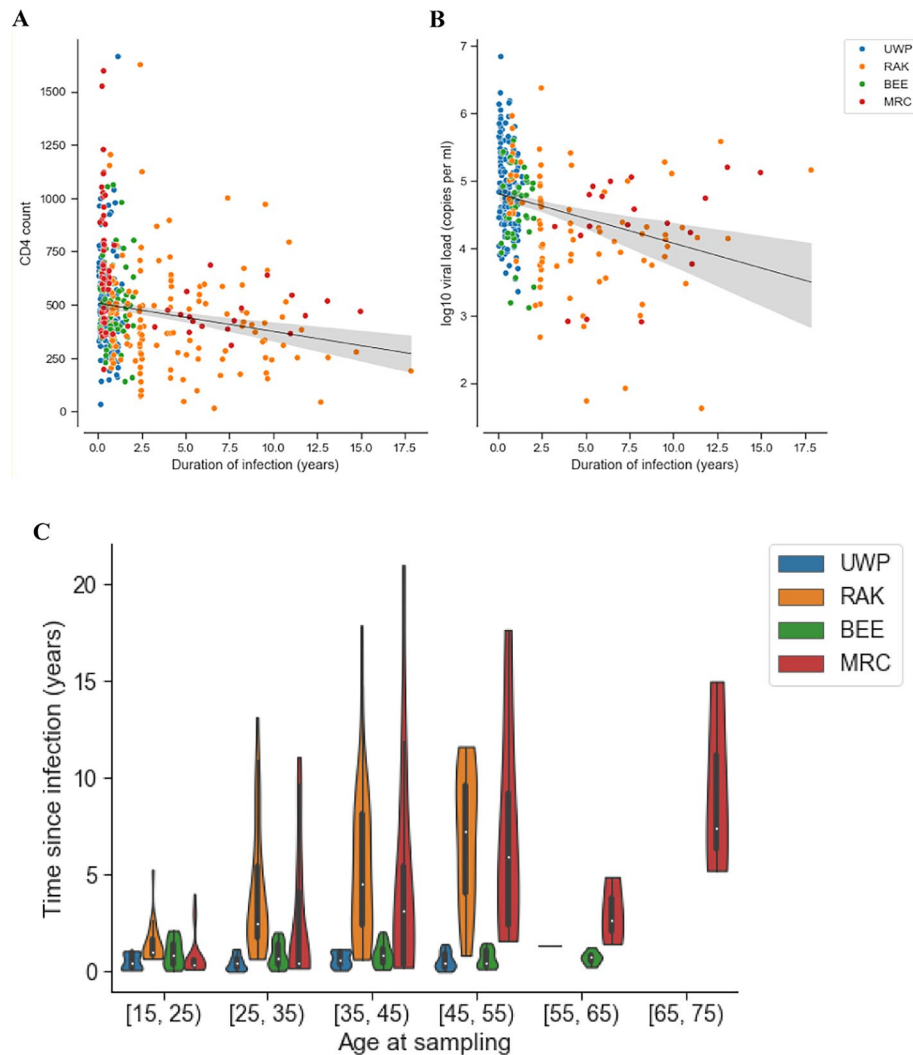 A
1500
1250
1000
750
500
250
0
CD4 count
0.0 2.5 5.0 7.5 10.0 12.5 15.0 17.5
Duration of infection (years)
B
7
6
5
4
3
2
log10 viral load (copies per ml)
0.0 2.5 5.0 7.5 10.0 12.5 15.0 17.5
Duration of infection (years)
UWP
RAK
BEE
MRC
C
20
15
10
5
0
Time since infection (years)
[15, 25) [25, 35) [35, 45) [45, 55) [55, 65) [65, 75)
Age at sampling
UWP
RAK
BEE
MRC